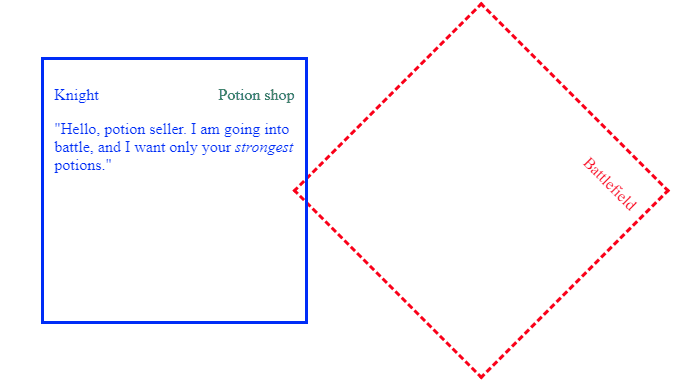 Knight Potion shop
"Hello, potion seller. I am going into
battle, and I want only your strongest
potions."
Battlefield